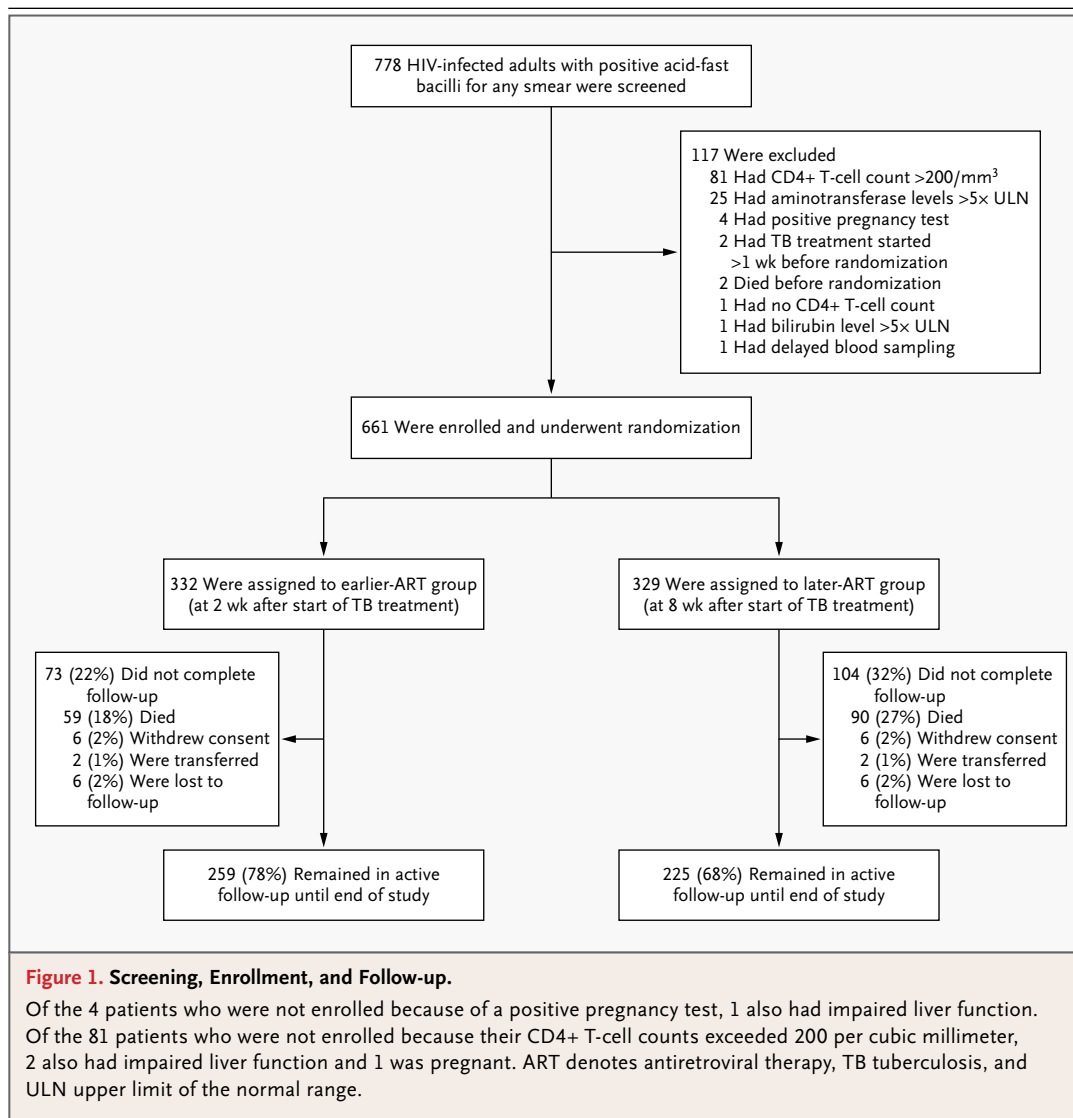 778 HIV-infected adults with positive acid-fast
bacilli for any smear were screened
117 Were excluded
81 Had CD4+ T-cell count >200/mm³
25 Had aminotransferase levels >5× ULN
4 Had positive pregnancy test
2 Had TB treatment started
>1 wk before randomization
2 Died before randomization
1 Had no CD4+ T-cell count
1 Had bilirubin level >5× ULN
1 Had delayed blood sampling
661 Were enrolled and underwent randomization
332 Were assigned to earlier-ART group
(at 2 wk after start of TB treatment)
329 Were assigned to later-ART group
(at 8 wk after start of TB treatment)
73 (22%) Did not complete
follow-up
59 (18%) Died
6 (2%) Withdrew consent
2 (1%) Were transferred
6 (2%) Were lost to
follow-up
104 (32%) Did not complete
follow-up
90 (27%) Died
6 (2%) Withdrew consent
2 (1%) Were transferred
6 (2%) Were lost to
follow-up
259 (78%) Remained in active
follow-up until end of study
225 (68%) Remained in active
follow-up until end of study
Figure 1. Screening, Enrollment, and Follow-up.
Of the 4 patients who were not enrolled because of a positive pregnancy test, 1 also had impaired liver function.
Of the 81 patients who were not enrolled because their CD4+ T-cell counts exceeded 200 per cubic millimeter,
2 also had impaired liver function and 1 was pregnant. ART denotes antiretroviral therapy, TB tuberculosis, and
ULN upper limit of the normal range.